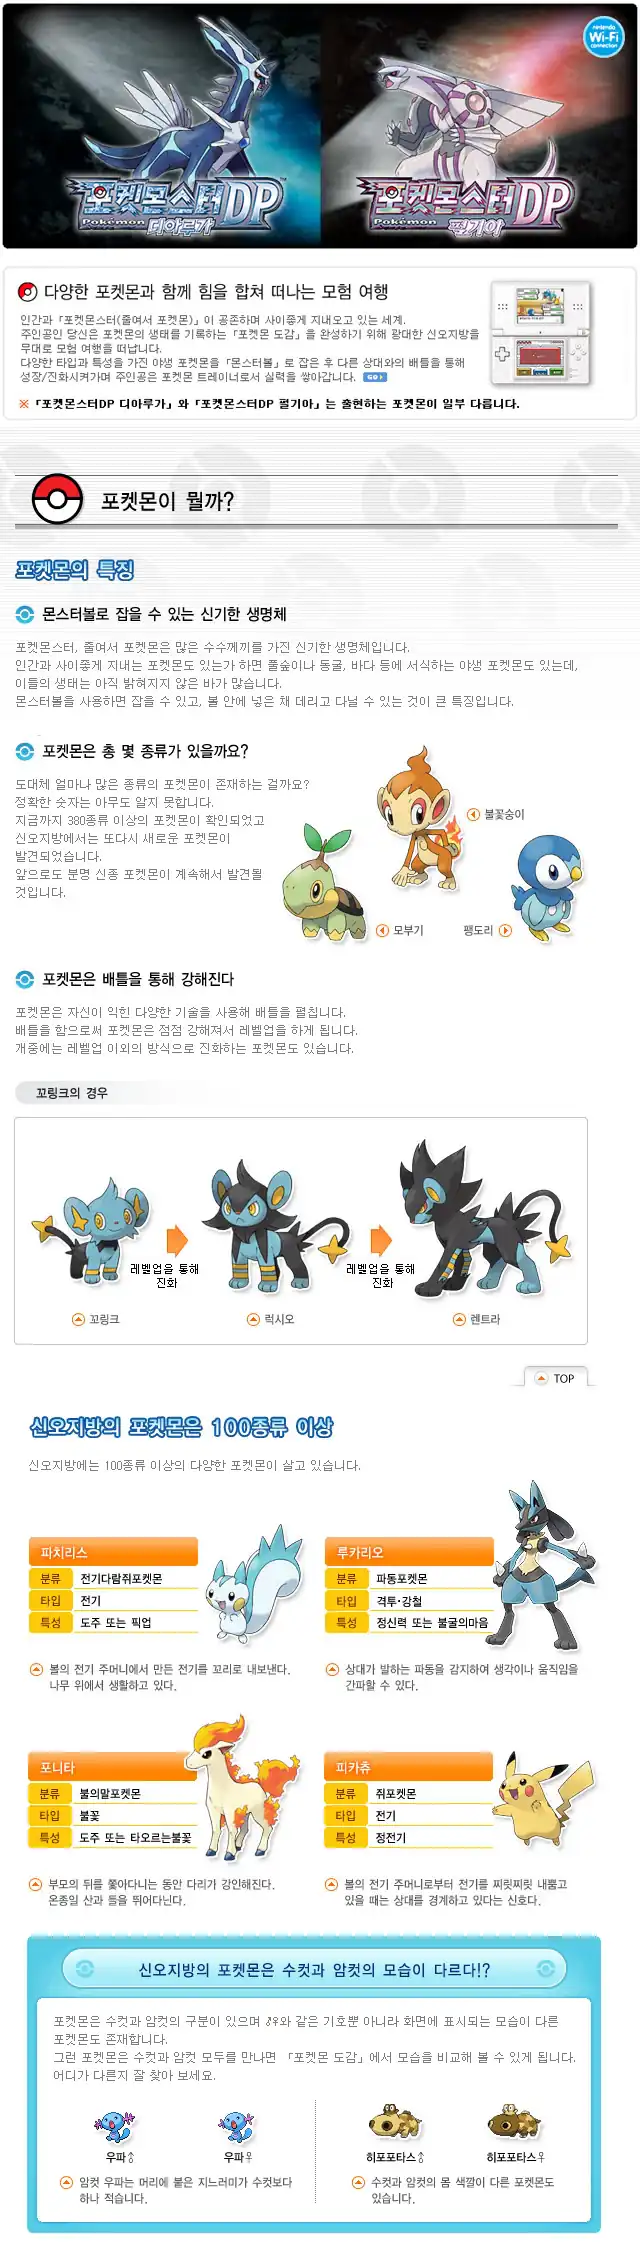 nintendo
Wi-Fi
connection
포켓몬스터DP
Pokémon
디아루가
포켓몬스터DP
Pokémon
펄기아
다양한 포켓몬과 함께 힘을 합쳐 떠나는 모험 여행
인간과 「포켓몬스터(줄여서 포켓몬)」이 공존하며 사이좋게 지내오고 있는 세계.
주인공인 당신은 포켓몬의 생태를 기록하는 「포켓몬 도감」을 완성하기 위해 광대한 신오지방을
무대로 모험 여행을 떠납니다.
다양한 타입과 특성을 가진 야생 포켓몬을 「몬스터볼」로 잡은 후 다른 상대와의 배틀을 통해
성장/진화시켜가며 주인공은 포켓몬 트레이너로서 실력을 쌓아갑니다. GO
※ 「포켓몬스터DP 디아루가」와 「포켓몬스터DP 펄기아」는 출현하는 포켓몬이 일부 다릅니다.
포켓몬이 뭘까?
포켓몬의 특징
몬스터볼로 잡을 수 있는 신기한 생명체
포켓몬스터, 줄여서 포켓몬은 많은 수수께끼를 가진 신기한 생명체입니다.
인간과 사이좋게 지내는 포켓몬도 있는가 하면 풀숲이나 동굴, 바다 등에 서식하는 야생 포켓몬도 있는데,
이들의 생태는 아직 밝혀지지 않은 바가 많습니다.
몬스터볼을 사용하면 잡을 수 있고, 볼 안에 넣은 채 데리고 다닐 수 있는 것이 큰 특징입니다.
포켓몬은 총 몇 종류가 있을까요?
도대체 얼마나 많은 종류의 포켓몬이 존재하는 걸까요?
정확한 숫자는 아무도 알지 못합니다.
지금까지 380종류 이상의 포켓몬이 확인되었고
신오지방에서는 또다시 새로운 포켓몬이
발견되었습니다.
앞으로도 분명 신종 포켓몬이 계속해서 발견될
것입니다.
불꽃숭이
모부기
팽도리
포켓몬은 배틀을 통해 강해진다
포켓몬은 자신이 익힌 다양한 기술을 사용해 배틀을 펼칩니다.
배틀을 함으로써 포켓몬은 점점 강해져서 레벨업을 하게 됩니다.
개중에는 레벨업 이외의 방식으로 진화하는 포켓몬도 있습니다.
꼬링크의 경우
레벨업을 통해
진화
레벨업을 통해
진화
꼬링크
럭시오
렌트라
TOP
신오지방의 포켓몬은 100종류 이상
신오지방에는 100종류 이상의 다양한 포켓몬이 살고 있습니다.
파치리스
분류 전기다람쥐포켓몬
타입 전기
특성 도주 또는 픽업
볼의 전기 주머니에서 만든 전기를 꼬리로 내보낸다.
나무 위에서 생활하고 있다.
루카리오
분류 파동포켓몬
타입 격투·강철
특성 정신력 또는 불굴의마음
상대가 발하는 파동을 감지하여 생각이나 움직임을
간파할 수 있다.
포니타
분류 불의말포켓몬
타입 불꽃
특성 도주 또는 타오르는불꽃
부모의 뒤를 쫓아다니는 동안 다리가 강인해진다.
온종일 산과 들을 뛰어다닌다.
피카츄
분류 쥐포켓몬
타입 전기
특성 정전기
볼의 전기 주머니로부터 전기를 찌릿찌릿 내뿜고
있을 때는 상대를 경계하고 있다는 신호다.
신오지방의 포켓몬은 수컷과 암컷의 모습이 다르다!?
포켓몬은 수컷과 암컷의 구분이 있으며 ♂♀와 같은 기호뿐 아니라 화면에 표시되는 모습이 다른
포켓몬도 존재합니다.
그런 포켓몬은 수컷과 암컷 모두를 만나면 「포켓몬 도감」에서 모습을 비교해 볼 수 있게 됩니다.
어디가 다른지 잘 찾아 보세요.
우파♂
우파♀
암컷 우파는 머리에 붙은 지느러미가 수컷보다
하나 적습니다.
히포포타스♂
히포포타스♀
수컷과 암컷의 몸 색깔이 다른 포켓몬도
있습니다.